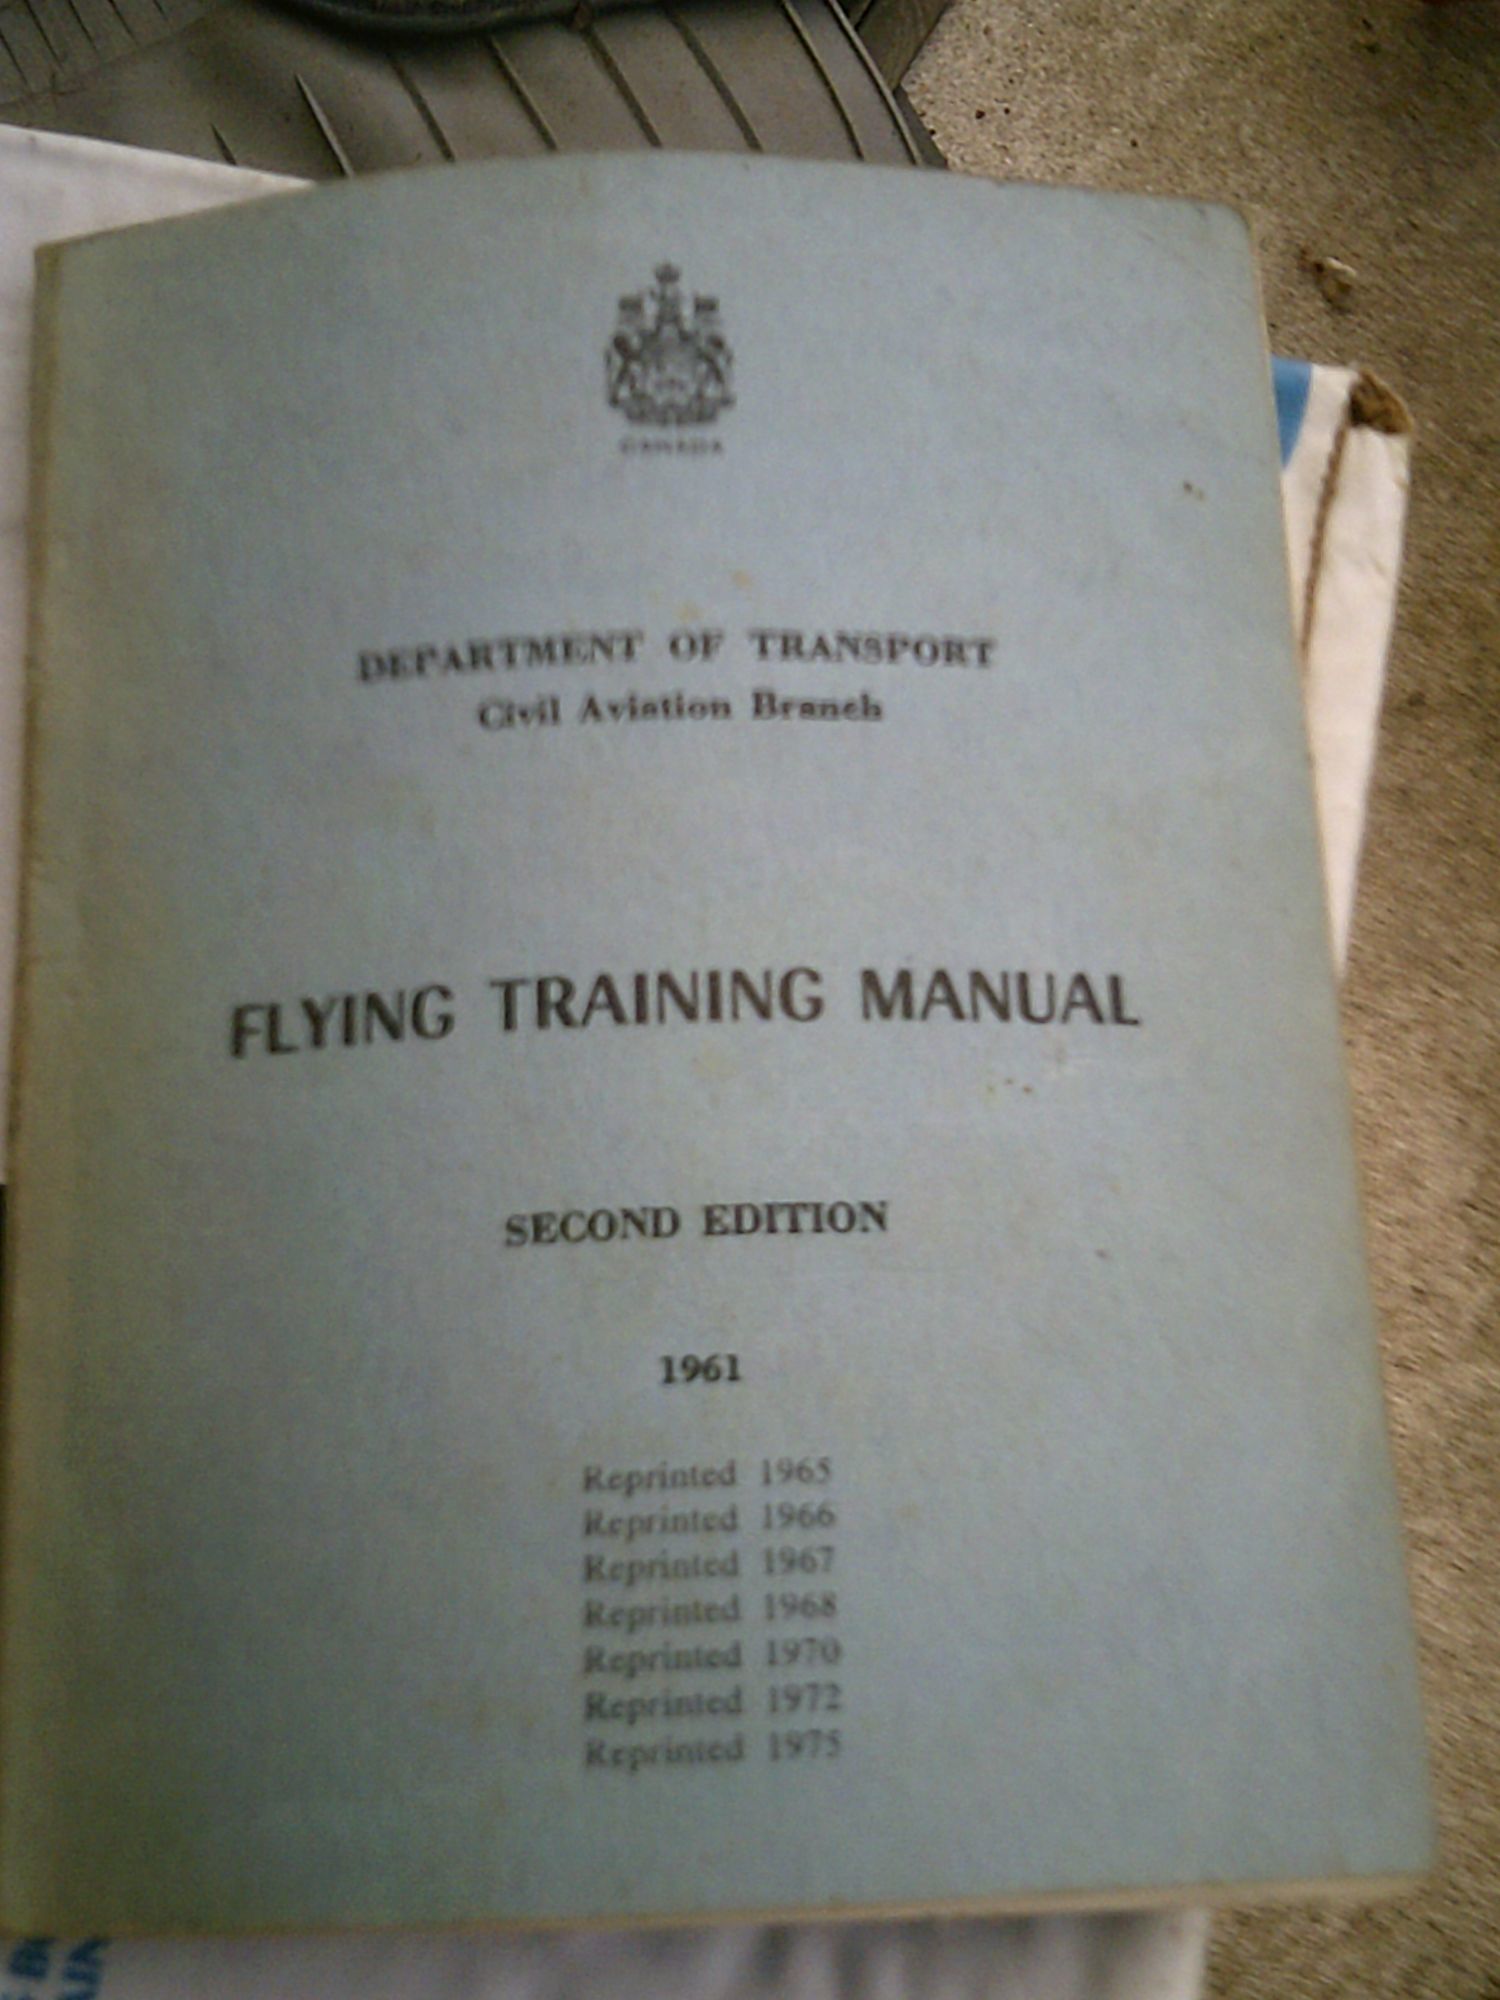 CANADA
DEPARTMENT OF TRANSPORT
Civil Aviation Branch
FLYING TRAINING MANUAL
SECOND EDITION
1961
Reprinted 1965
Reprinted 1966
Reprinted 1967
Reprinted 1968
Reprinted 1970
Reprinted 1972
Reprinted 1975